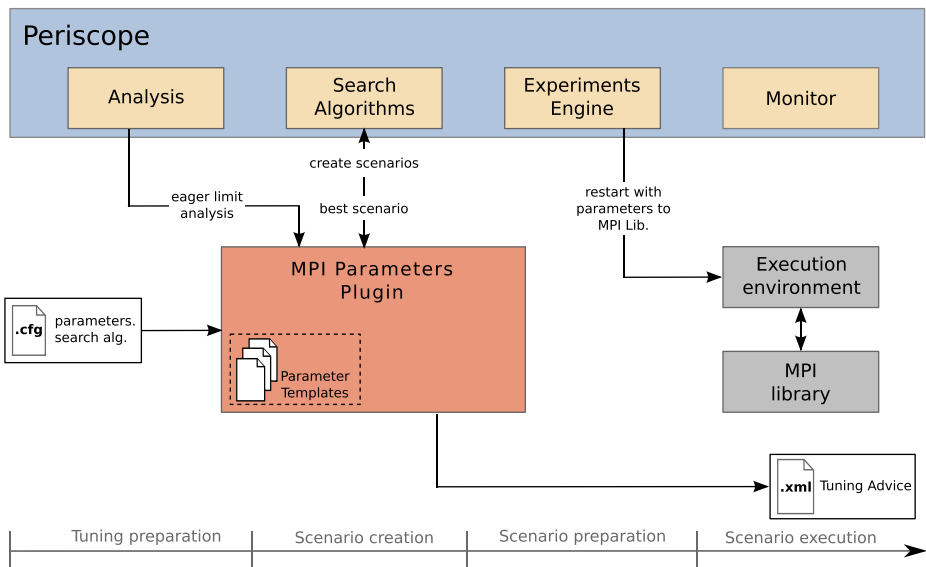 Periscope
Analysis
Search
Algorithms
Experiments
Engine
Monitor
create scenarios
eager limit
analysis
best scenario
restart with
parameters to
MPI Lib.
MPI Parameters
Plugin
Execution
environment
.cfg
parameters.
search alg.
Parameter
Templates
MPI
library
.xml
Tuning Advice
Tuning preparation
Scenario creation
Scenario preparation
Scenario execution